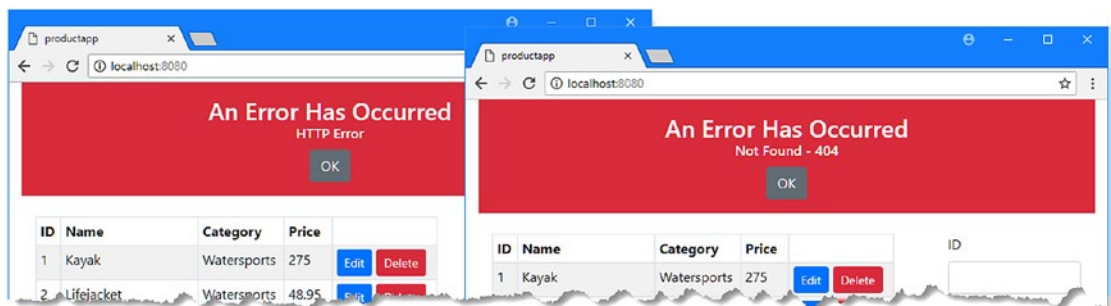 productapp
localhost:8080
An Error Has Occurred
HTTP Error
OK
ID Name Category Price
1 Kayak Watersports 275 Edit Delete
2 Lifejacket Watersports 48.95
productapp
localhost:8080
An Error Has Occurred
Not Found - 404
OK
ID Name Category Price
1 Kayak Watersports 275 Edit Delete
ID